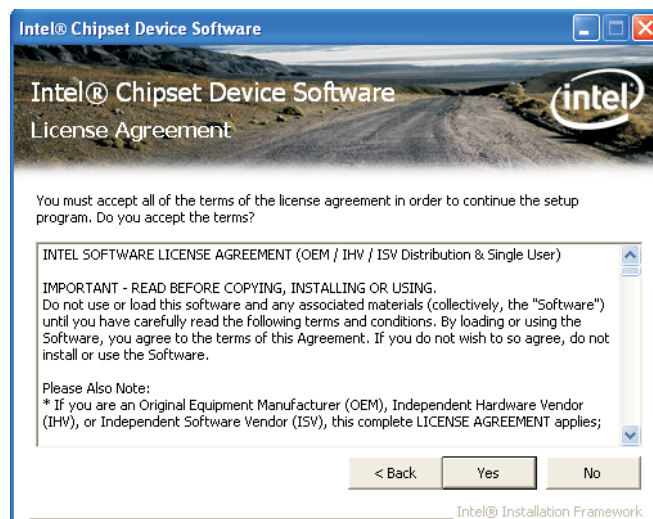 Intel® Chipset Device Software
Intel® Chipset Device Software
intel
License Agreement
You must accept all of the terms of the license agreement in order to continue the setup
program. Do you accept the terms?
INTEL SOFTWARE LICENSE AGREEMENT (OEM / IHV / ISV Distribution & Single User)
IMPORTANT - READ BEFORE COPYING, INSTALLING OR USING.
Do not use or load this software and any associated materials (collectively, the "Software")
until you have carefully read the following terms and conditions. By loading or using the
Software, you agree to the terms of this Agreement. If you do not wish to so agree, do not
install or use the Software.
Please Also Note:
* If you are an Original Equipment Manufacturer (OEM), Independent Hardware Vendor
(IHV), or Independent Software Vendor (ISV), this complete LICENSE AGREEMENT applies;
< Back Yes No
Intel® Installation Framework